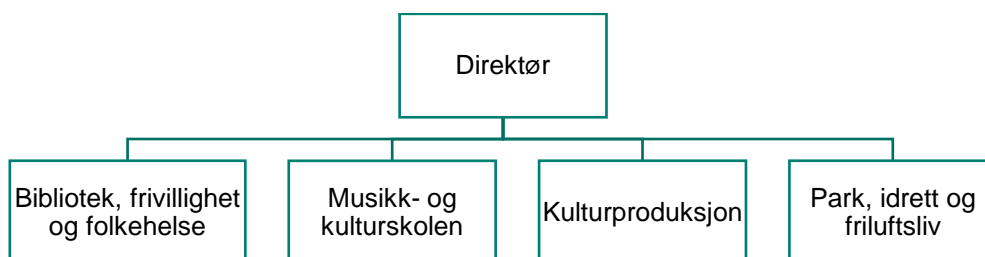 Direktør
Bibliotek, frivillighet
og folkehelse
Musikk- og
kulturskolen
Kulturproduksjon
Park, idrett og
friluftsliv